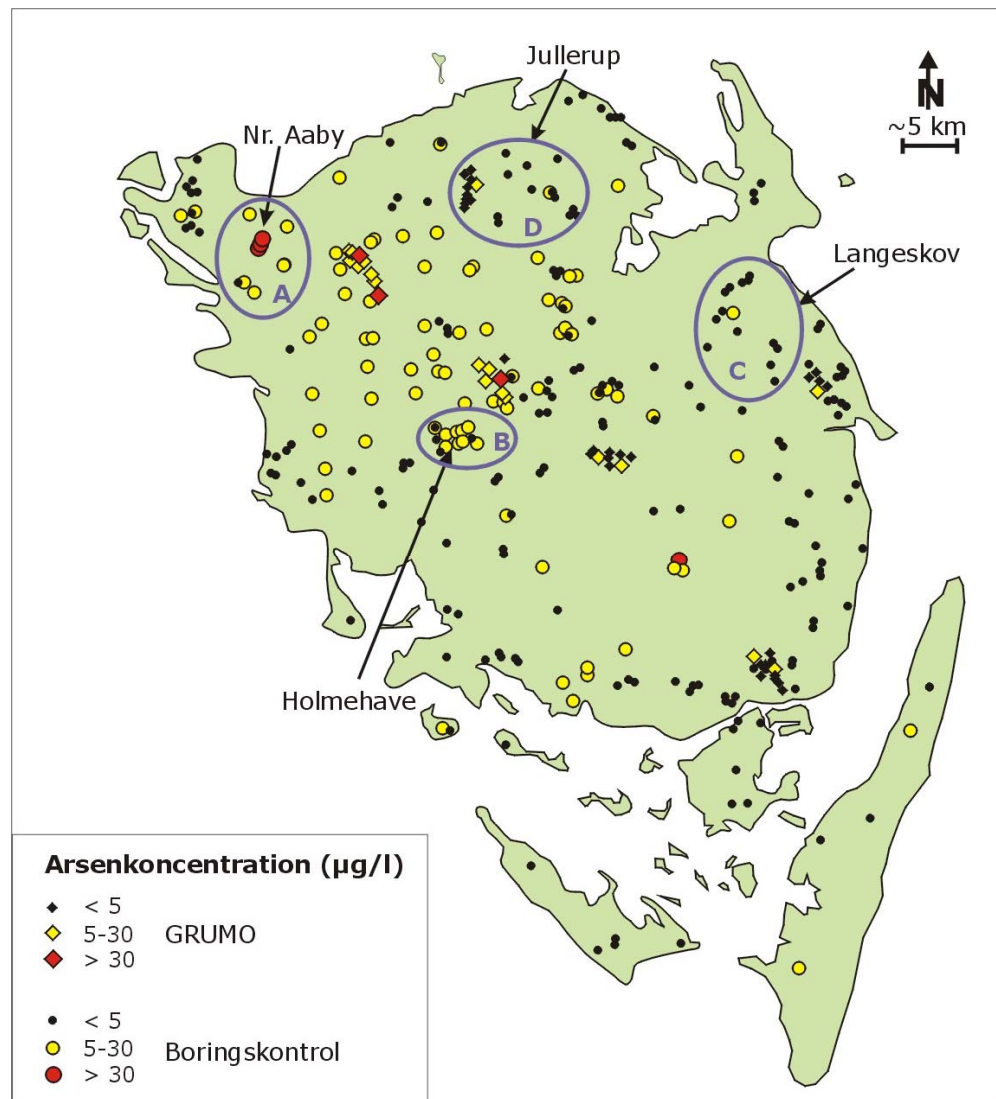 Jullerup
N
~5 km
Nr. Aaby
D
Langeskov
A
C
B
Holmehave
Arsenkoncentration (µg/l)
< 5
5-30 GRUMO
> 30
< 5
5-30 Boringskontrol
> 30